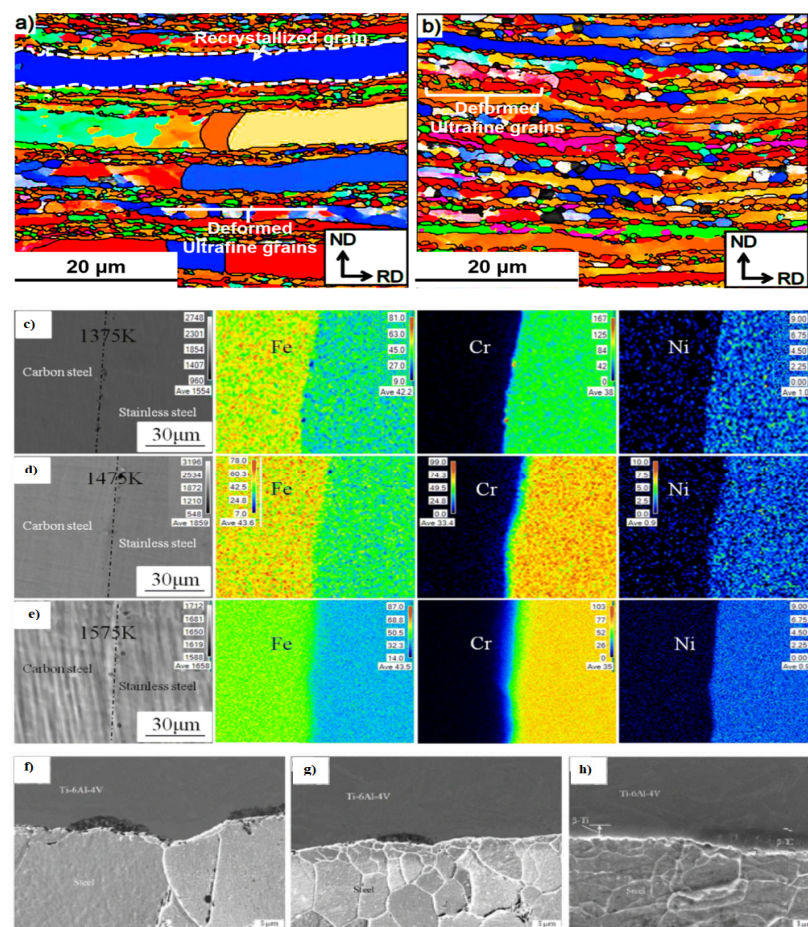 a)
Recrystallized grain
Deformed
Ultrafine grains
20 µm
ND
RD
b)
Deformed
Ultrafine grains
20 µm
ND
RD
c)
1375K
Carbon steel
Stainless steel
30µm
2748
2301
1854
1407
960
Ave 1554
Fe
81.0
63.0
45.0
27.0
9.0
Ave 42.2
Cr
167
125
84
42
0
Ave 38
Ni
9.00
6.75
4.50
2.25
0.00
Ave 1.0
d)
1475K
Carbon steel
Stainless steel
30µm
3196
2534
1872
1210
548
Ave 1859
Fe
78.0
60.3
42.5
24.8
7.0
Ave 43.6
Cr
99.0
74.3
49.5
24.8
0.0
Ave 33.4
Ni
10.0
7.5
5.0
2.5
0.0
Ave 0.9
e)
1575K
Carbon steel
Stainless steel
30µm
1712
1681
1650
1619
1588
Ave 1658
Fe
87.0
68.8
50.5
32.3
14.0
Ave 43.5
Cr
103
77
52
26
0
Ave 35
Ni
9.00
6.75
4.50
2.25
0.00
f)
Ti-6Al-4V
Steel
5µm
g)
Ti-6Al-4V
Steel
5µm
h)
Ti-6Al-4V
β-Ti
Steel